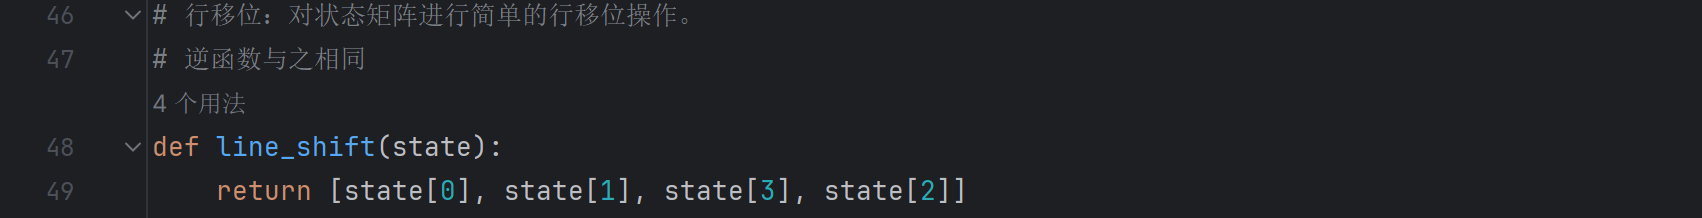 46 # 行移位：对状态矩阵进行简单的行移位操作。
47 # 逆函数与之相同
4 个用法
48 def line_shift(state):
49 return [state[0], state[1], state[3], state[2]]